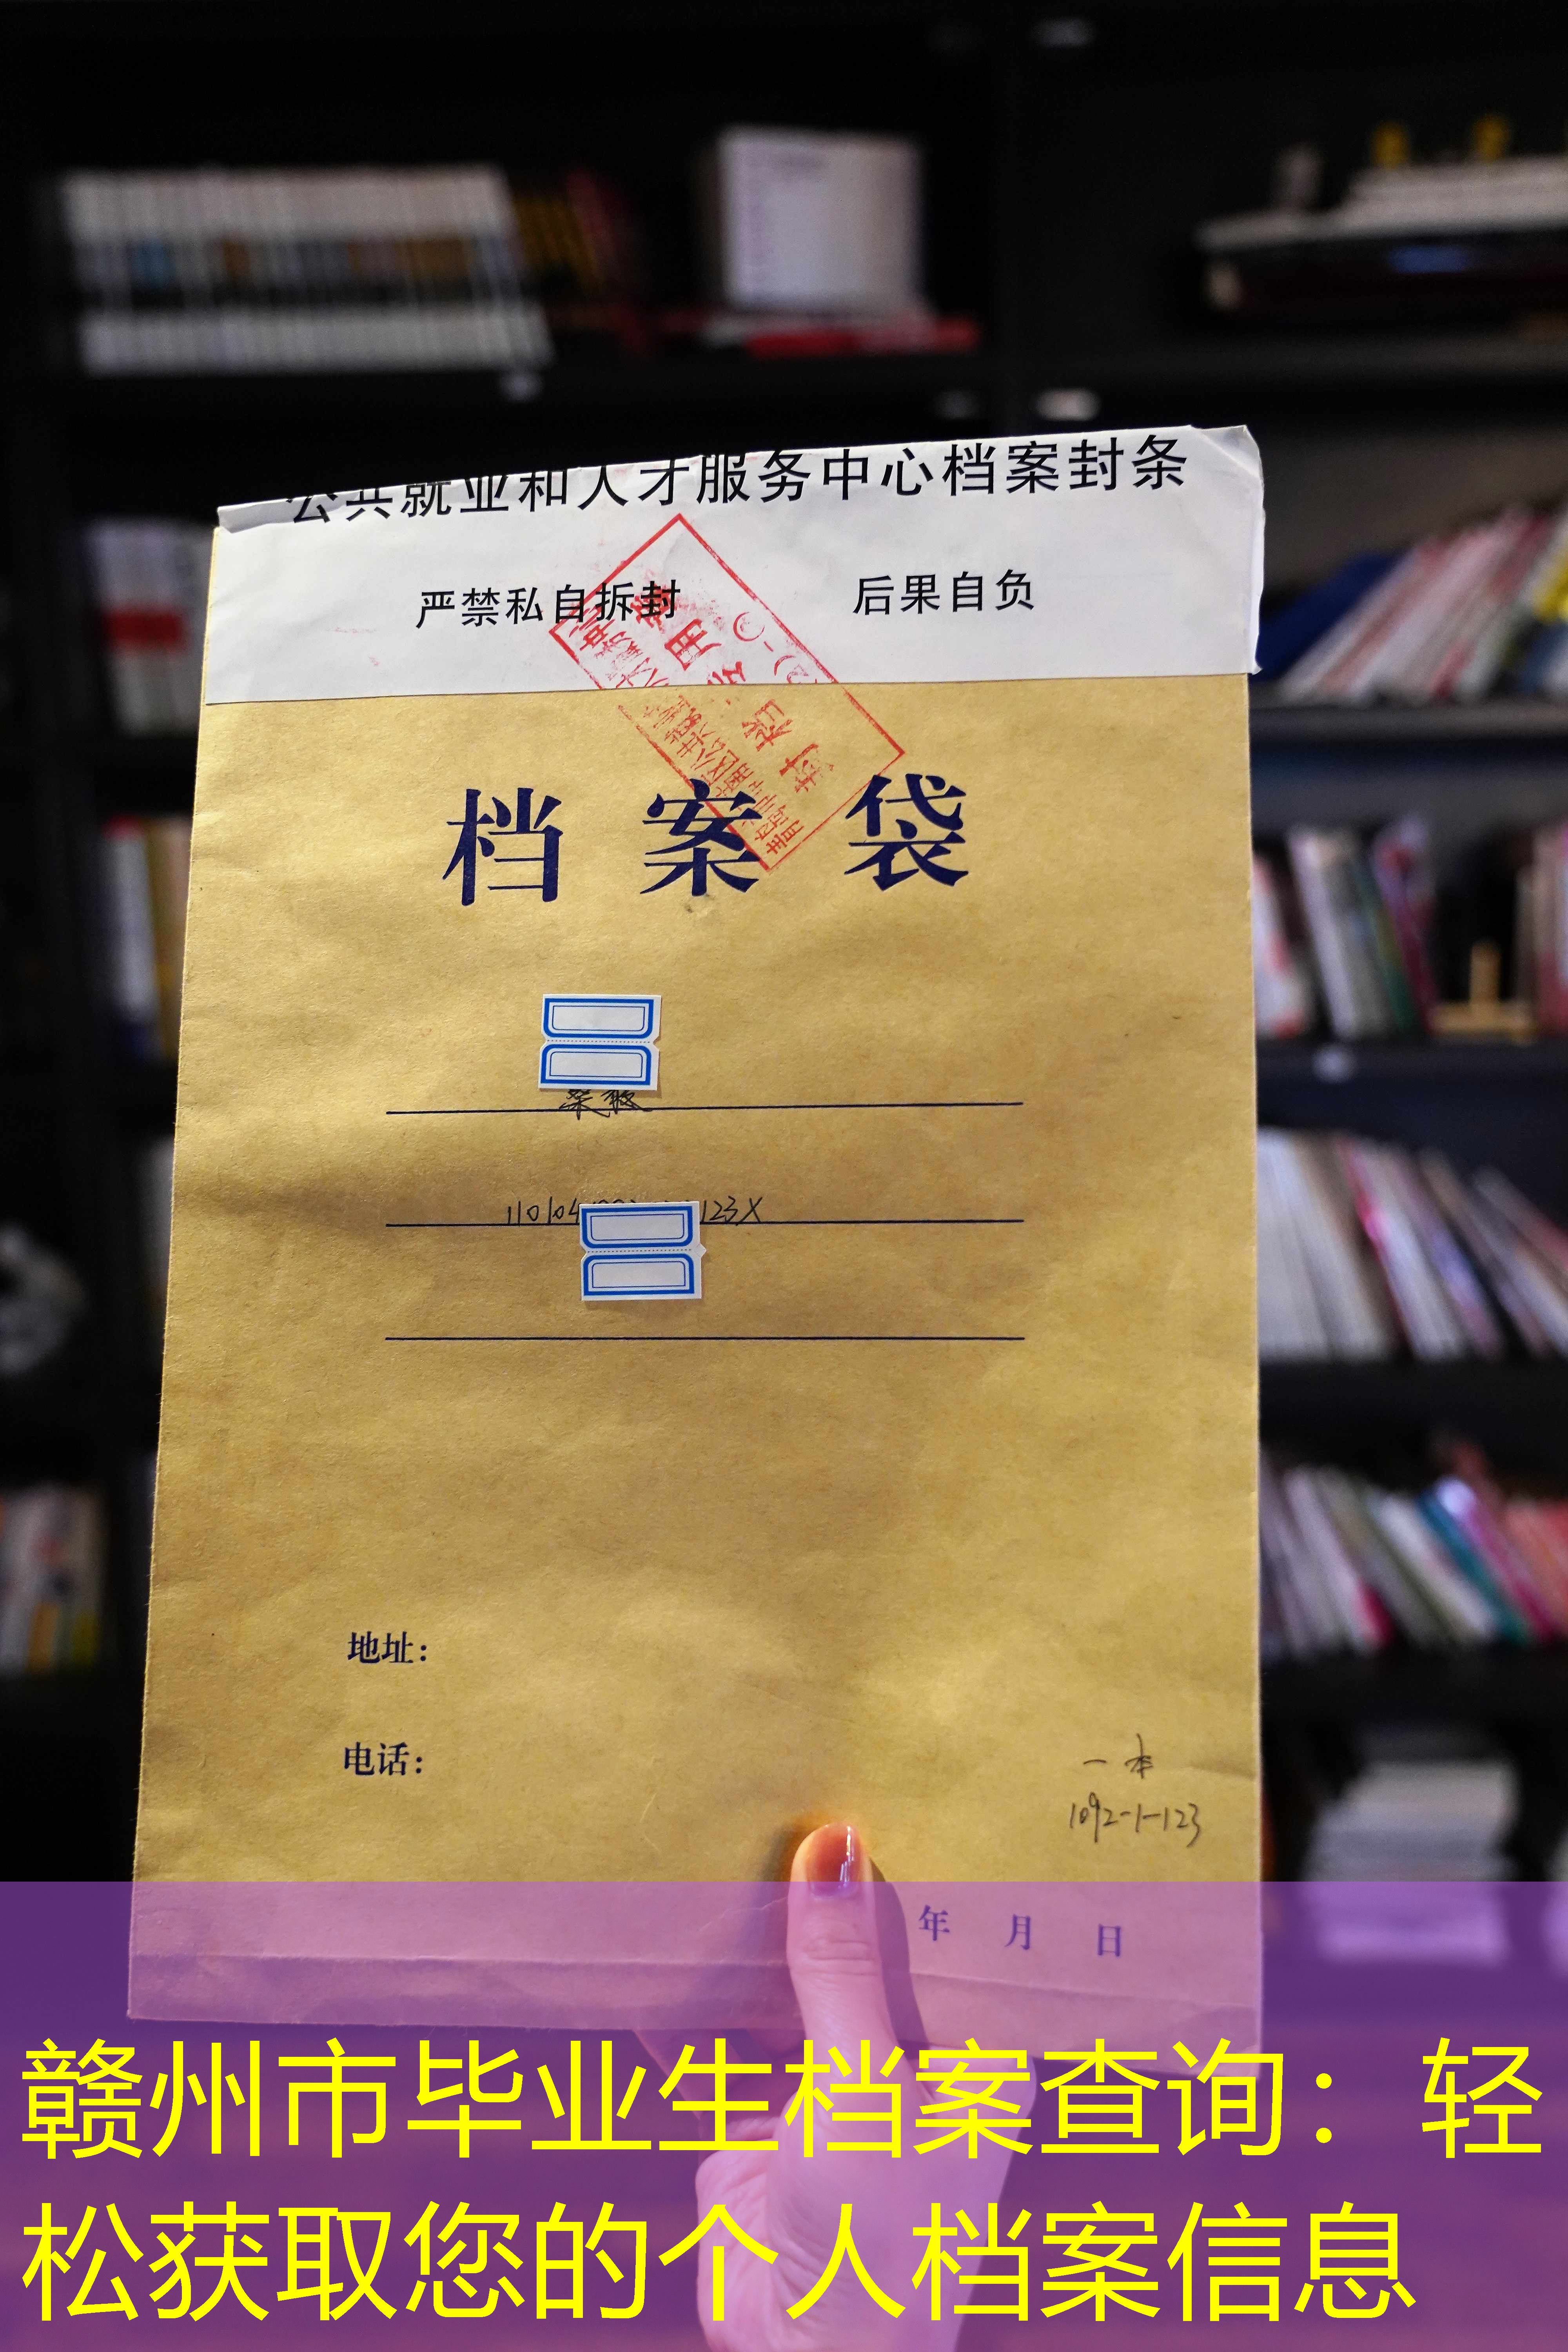 公共就业和人才服务中心档案封条
严禁私自拆封 后果自负
档案袋
地址：
电话：
一本
1092-1-123
年 月 日
赣州市毕业生档案查询：轻
松获取您的个人档案信息